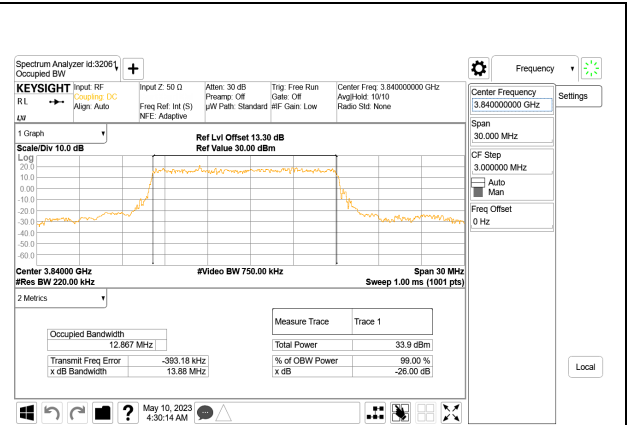 Spectrum Analyzer id:32061
Occupied BW
Frequency
KEYSIGHT
RL
LXI
Input: RF
Coupling: DC
Align: Auto
Input Z: 50 Ω
Freq Ref: Int (S)
NFE: Adaptive
Atten: 30 dB
Preamp: Off
µW Path: Standard
Trig: Free Run
Gate: Off
#IF Gain: Low
Center Freq: 3.840000000 GHz
Avg|Hold: 10/10
Radio Std: None
Center Frequency
3.840000000 GHz
Settings
Span
30.000 MHz
CF Step
3.000000 MHz
Auto
Man
Freq Offset
0 Hz
1 Graph
Scale/Div 10.0 dB
Ref Lvl Offset 13.30 dB
Ref Value 30.00 dBm
Log
20.0
10.0
0.00
-10.0
-20.0
-30.0
-40.0
-50.0
-60.0
Center 3.84000 GHz
#Video BW 750.00 kHz
Span 30 MHz
#Res BW 220.00 kHz
Sweep 1.00 ms (1001 pts)
2 Metrics
Measure Trace
Trace 1
Occupied Bandwidth
12.867 MHz
Total Power
33.9 dBm
Transmit Freq Error
-393.18 kHz
% of OBW Power
99.00 %
x dB Bandwidth
13.88 MHz
x dB
-26.00 dB
Local
?
May 10, 2023
4:30:14 AM